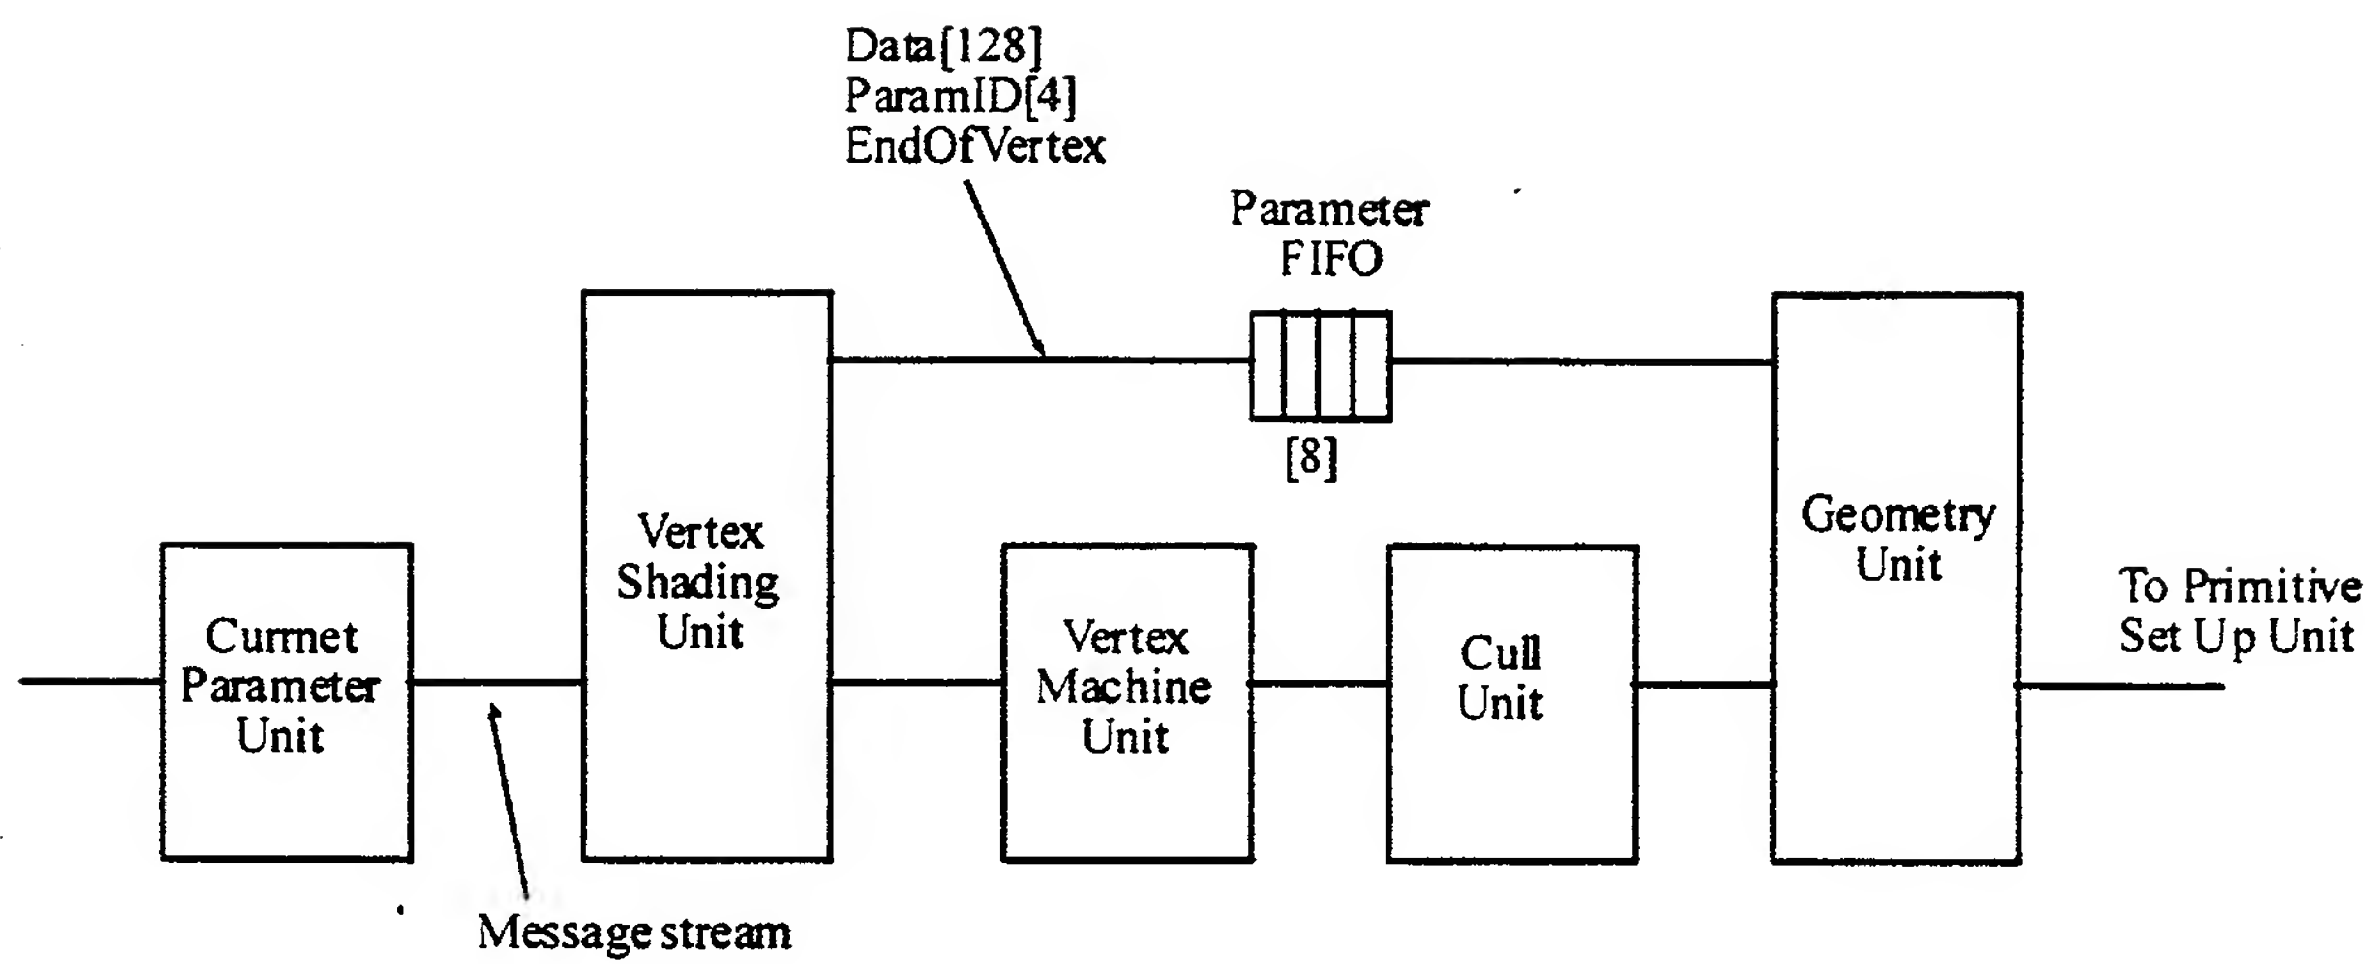 Data[128]
ParamID[4]
EndOfVertex
Parameter
FIFO
[8]
Currnet
Parameter
Unit
Vertex
Shading
Unit
Vertex
Machine
Unit
Cull
Unit
Geometry
Unit
To Primitive
Set Up Unit
Message stream